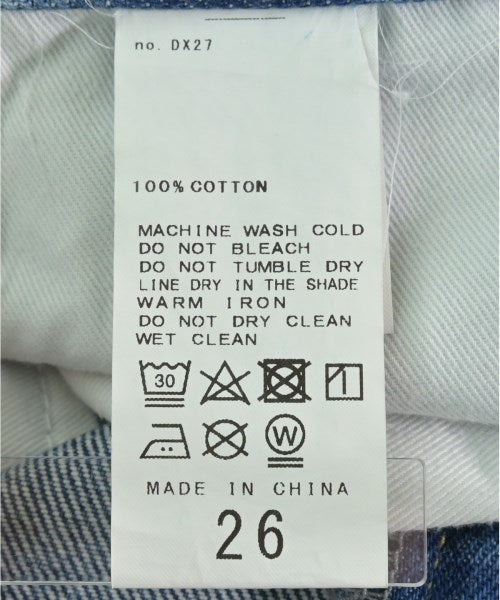 no. DX27
100% COTTON
MACHINE WASH COLD
DO NOT BLEACH
DO NOT TUMBLE DRY
LINE DRY IN THE SHADE
WARM IRON
DO NOT DRY CLEAN
WET CLEAN
30
W
MADE IN CHINA
26